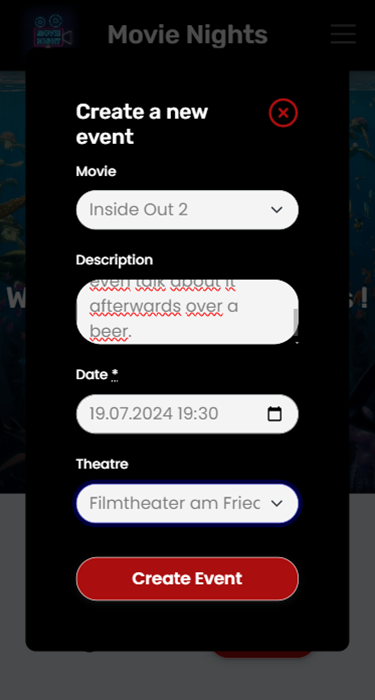 MOVIE
NIGHT
Movie Nights
Create a new
event
Movie
Inside Out 2
Description
even talk about it
afterwards over a
beer.
W
s!
Date *
19.07.2024 19:30
Theatre
Filmtheater am Fried
Create Event